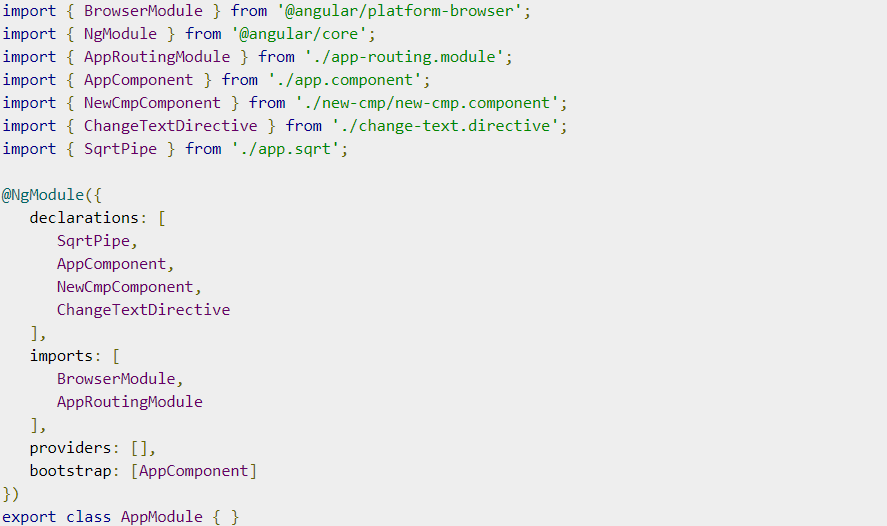 import { BrowserModule } from '@angular/platform-browser';
import { NgModule } from '@angular/core';
import { AppRoutingModule } from './app-routing.module';
import { AppComponent } from './app.component';
import { NewCmpComponent } from './new-cmp/new-cmp.component';
import { ChangeTextDirective } from './change-text.directive';
import { SqrtPipe } from './app.sqrt';

@NgModule({
   declarations: [
      SqrtPipe,
      AppComponent,
      NewCmpComponent,
      ChangeTextDirective
   ],
   imports: [
      BrowserModule,
      AppRoutingModule
   ],
   providers: [],
   bootstrap: [AppComponent]
})
export class AppModule { }